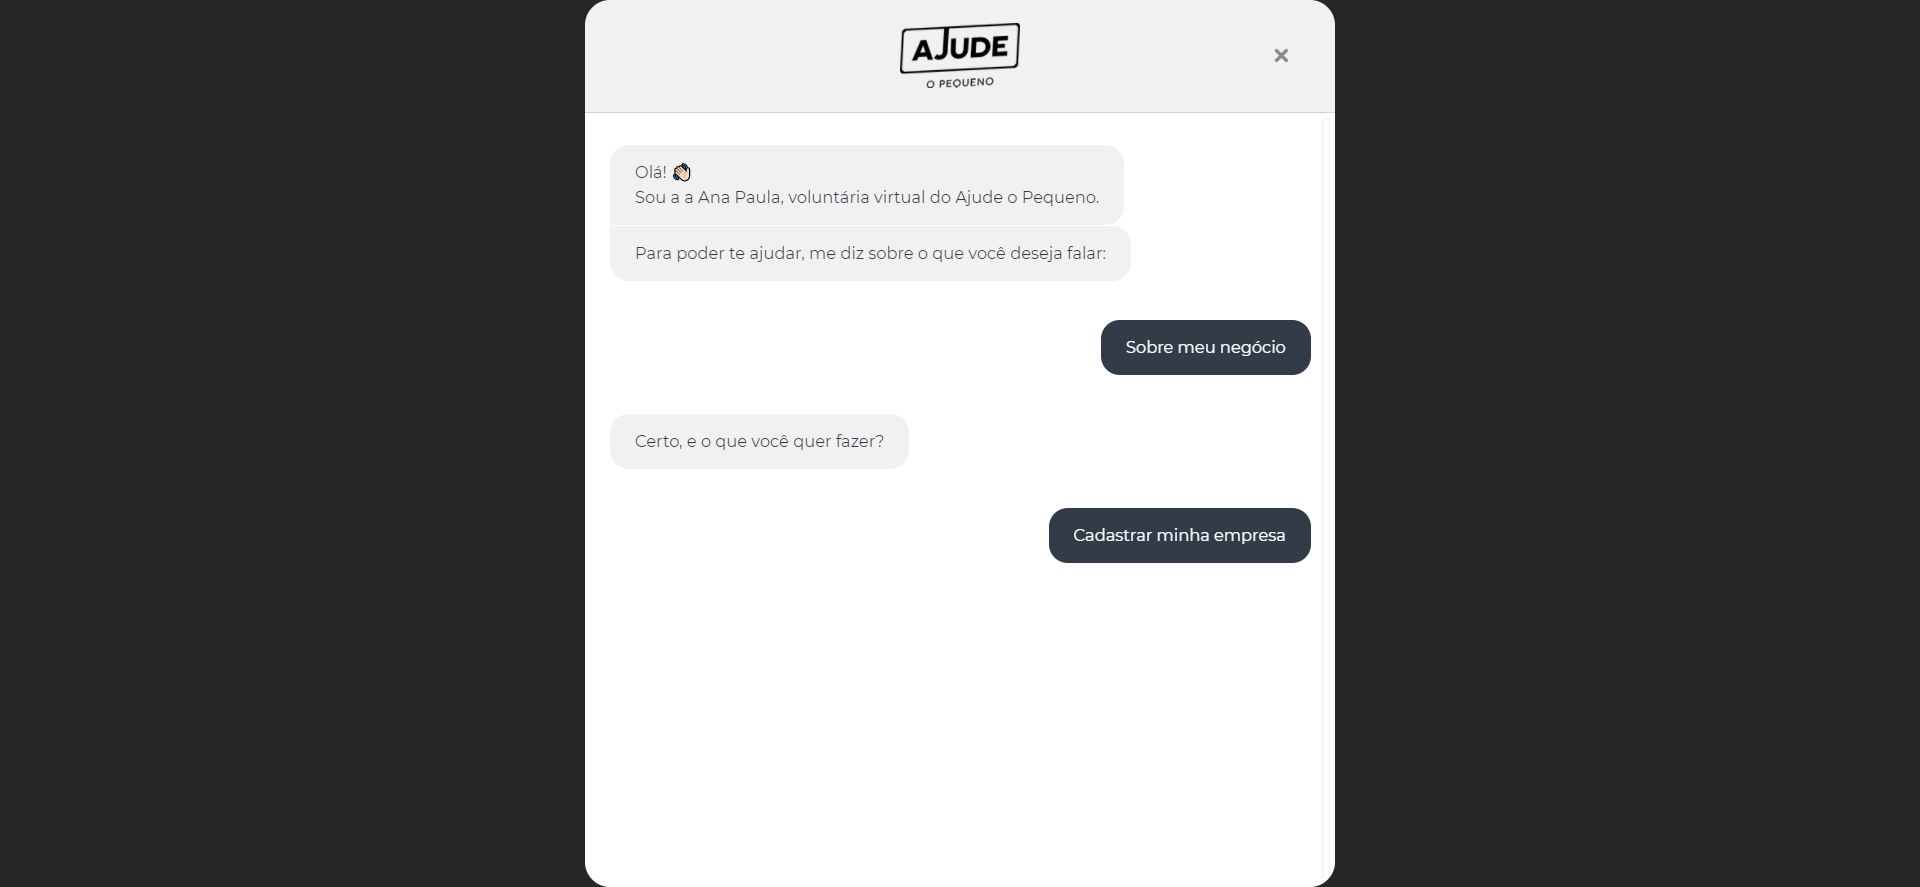 AJUDE
O PEQUENO
Olá! 👋🏻
Sou a a Ana Paula, voluntária virtual do Ajude o Pequeno.
Para poder te ajudar, me diz sobre o que você deseja falar:
Sobre meu negócio
Certo, e o que você quer fazer?
Cadastrar minha empresa